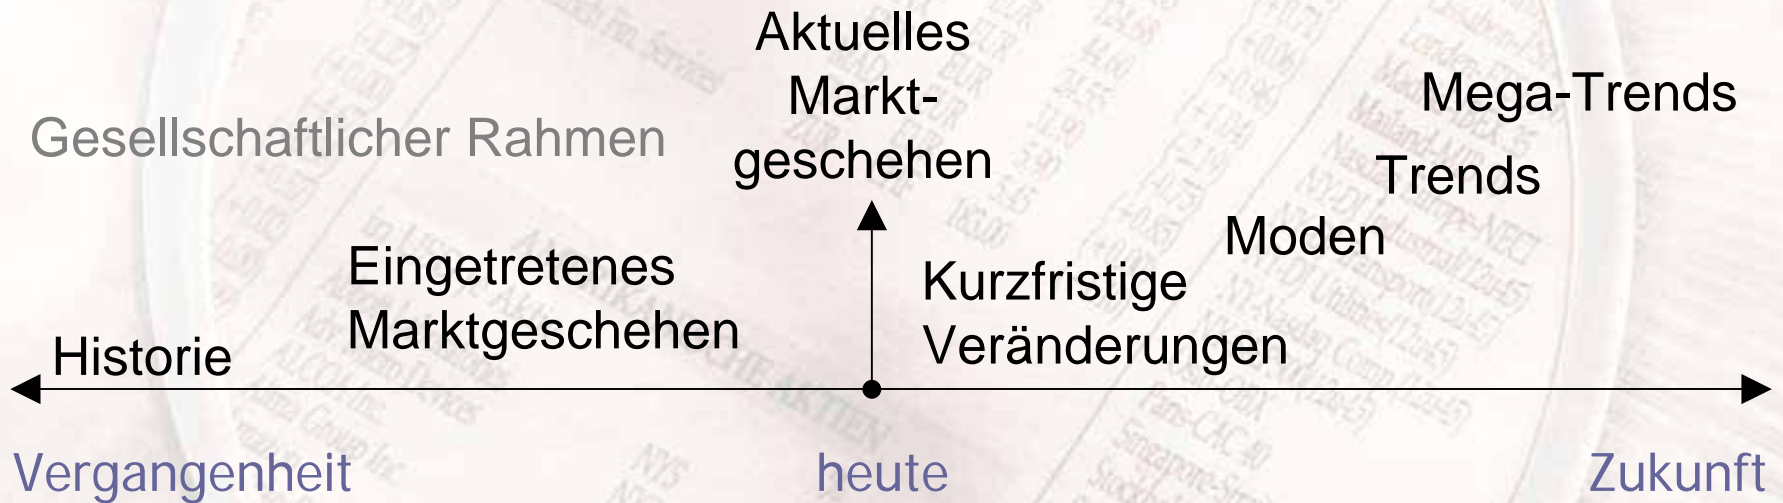 Aktuelles
Markt-
geschehen
Gesellschaftlicher Rahmen
Mega-Trends
Trends
Moden
Eingetretenes
Marktgeschehen
Kurzfristige
Veränderungen
Historie
Vergangenheit
heute
Zukunft